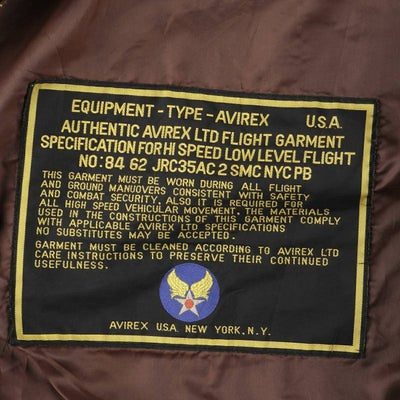 EQUIPMENT - TYPE - AVIREX U.S.A.
AUTHENTIC AVIREX LTD FLIGHT GARMENT
SPECIFICATION FOR HI SPEED LOW LEVEL FLIGHT
NO: 84 62 JRC35AC 2 SMC NYC PB
THIS GARMENT MUST BE WORN DURING ALL FLIGHT
AND GROUND MANUOVERS CONSISTENT WITH SAFETY
AND COMBAT SECURITY, ALSO IT IS REQUIRED FOR
ALL HIGH SPEED VEHICULAR MOVEMENT, THE MATERIALS
USED IN THE CONSTRUCTIONS OF THIS GARMENT COMPLY
WITH APPLICABLE AVIREX LTD SPECIFICATIONS
NO SUBSTITUTES MAY BE ACCEPTED.
GARMENT MUST BE CLEANED ACCORDING TO AVIREX LTD
CARE INSTRUCTIONS TO PRESERVE THEIR CONTINUED
USEFULNESS.
AVIREX U.S.A. NEW YORK, N.Y.